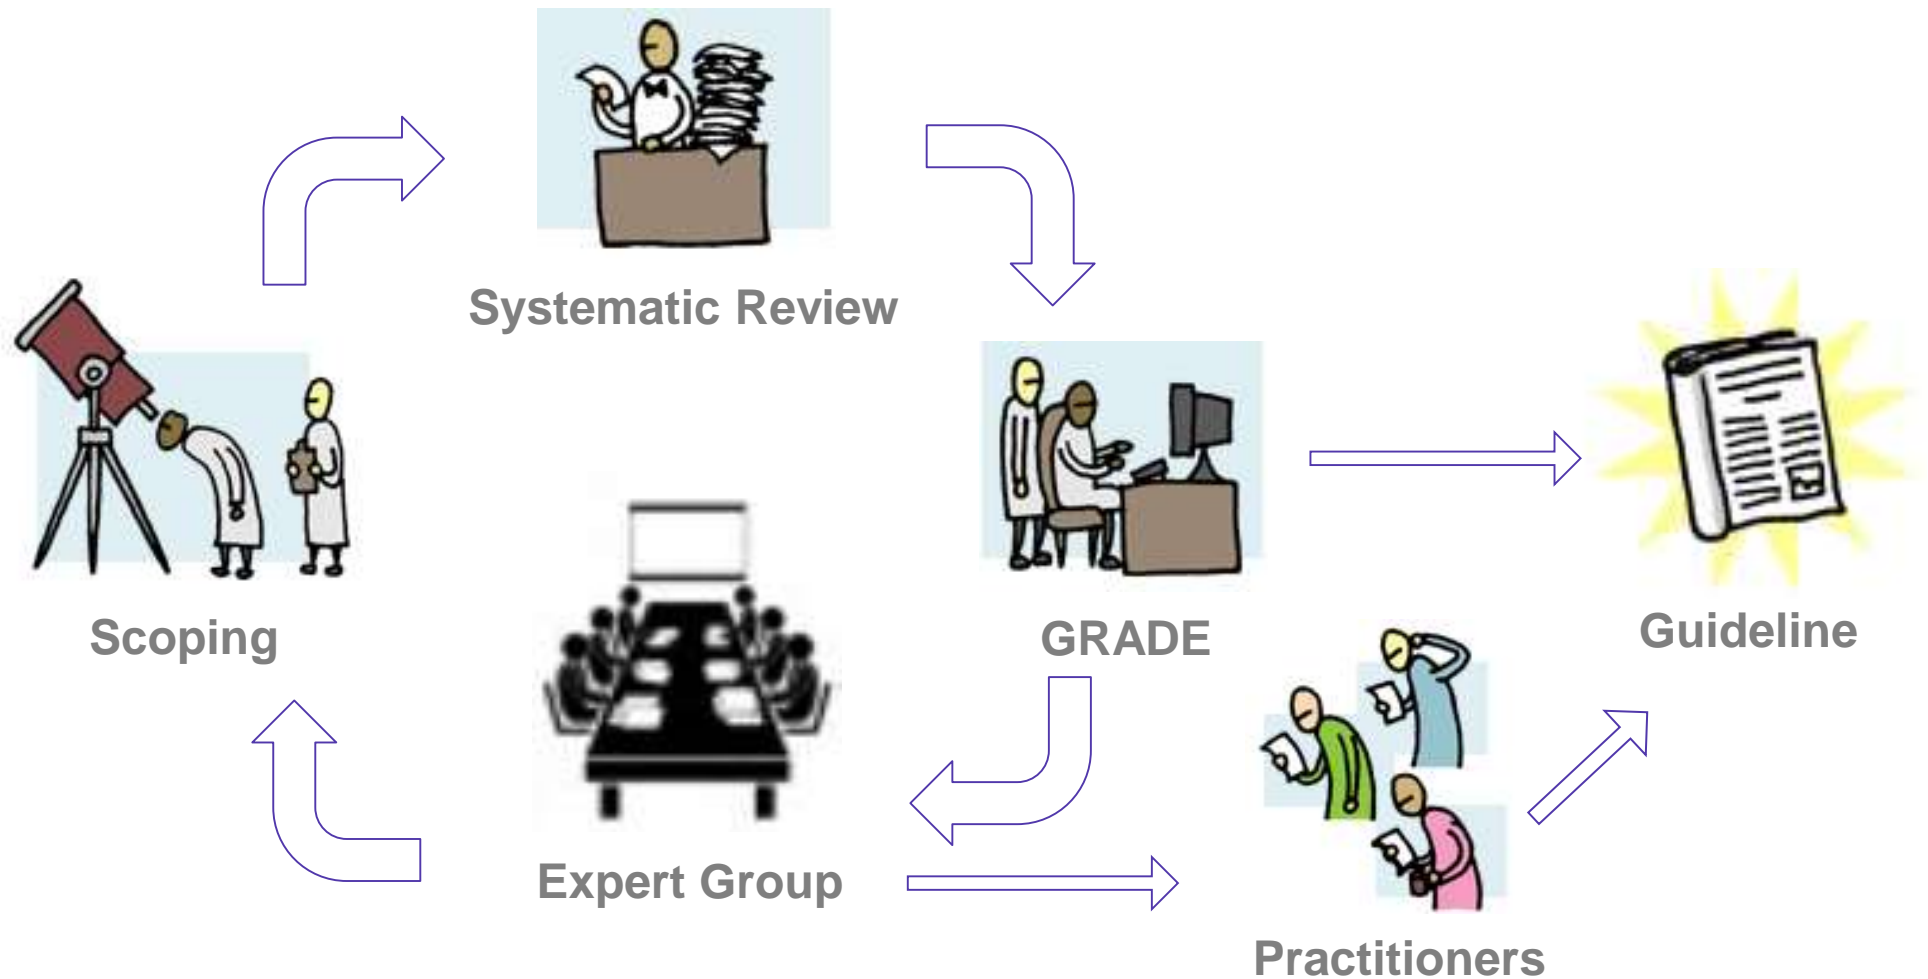 Systematic Review
Scoping
GRADE
Guideline
Expert Group
Practitioners